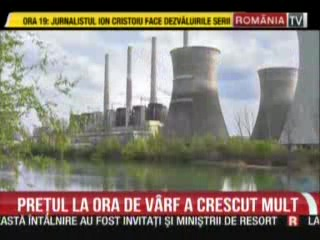 ORA 19: JURNALISTUL ION CRISTOIU FACE DEZVĂLUIRILE SERII
ROMÂNIA TV
PREȚUL LA ORA DE VÂRF A CRESCUT MULT
ASTĂ ÎNTÂLNIRE AU FOST INVITAȚI ȘI MINIȘTRII DE RESORT R